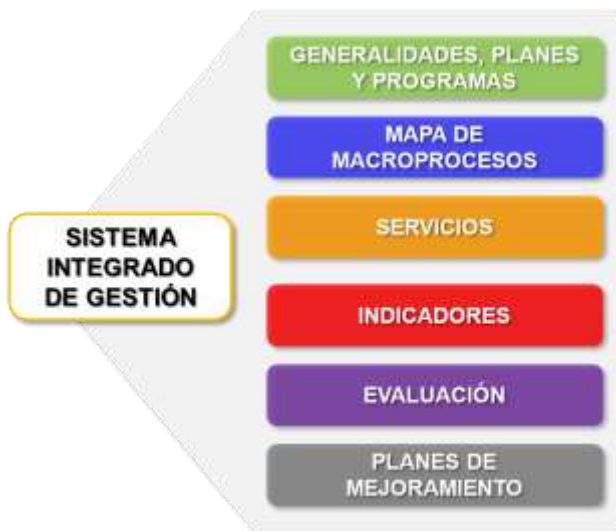 SISTEMA
INTEGRADO
DE GESTIÓN
GENERALIDADES, PLANES
Y PROGRAMAS
MAPA DE
MACROPROCESOS
SERVICIOS
INDICADORES
EVALUACIÓN
PLANES DE
MEJORAMIENTO